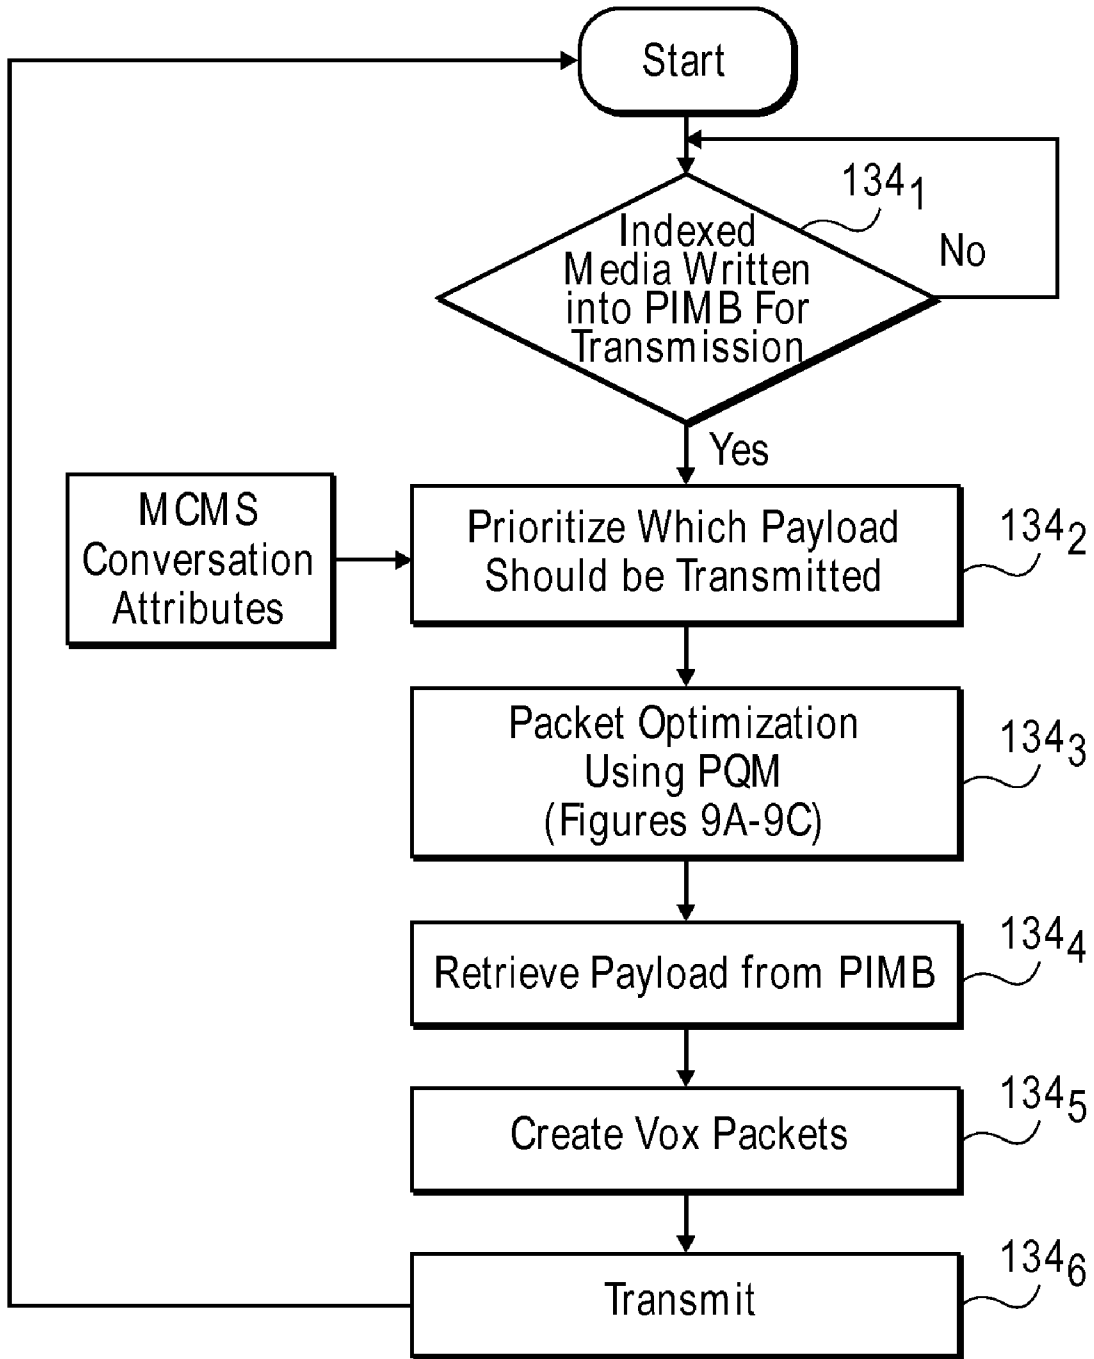 Start
134₁
Indexed
Media Written
into PIMB For
Transmission
No
Yes
MCMS
Conversation
Attributes
Prioritize Which Payload
Should be Transmitted
134₂
Packet Optimization
Using PQM
(Figures 9A-9C)
134₃
Retrieve Payload from PIMB
134₄
Create Vox Packets
134₅
Transmit
134₆